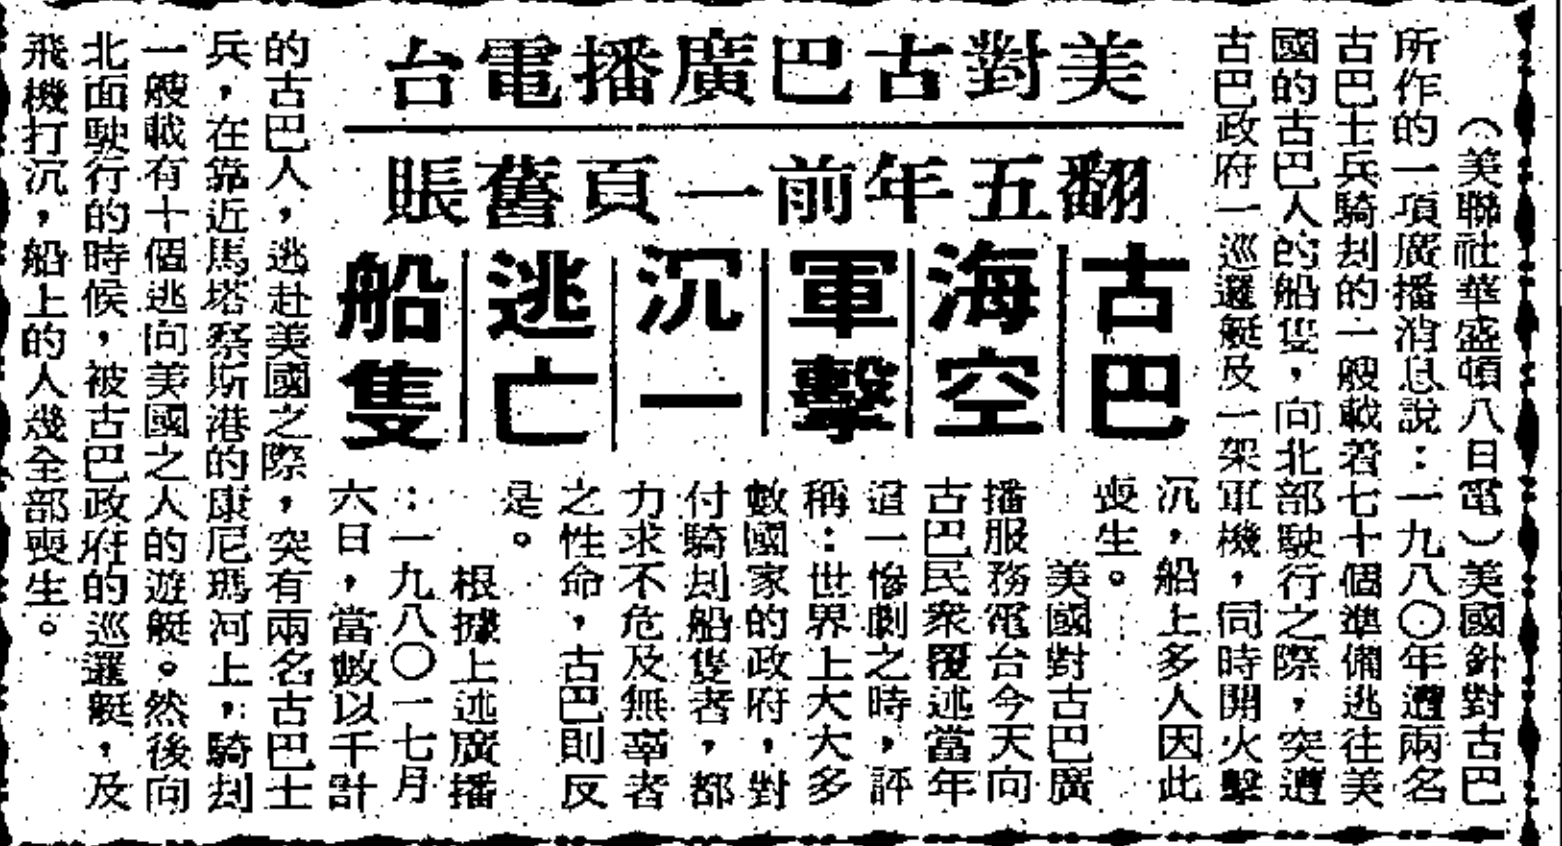 美對古巴廣播電台
翻五年前一頁舊賬
古巴海空軍擊沉一逃亡船隻
（美聯社華盛頓八日電）美國針對古巴
所作的一項廣播消息說：一九八〇年遭兩名
古巴士兵騎刦的一艘載着七十個準備逃往美
國的古巴人的船隻，向北部駛行之際，突遭
古巴政府一巡邏艇及一架軍機，同時開火擊
沉，船上多人因此
喪生。
美國對古巴廣
播服務電台今天向
古巴民衆覆述當年
這一慘劇之時，評
稱：世界上大大多
數國家的政府，對
付騎刦船隻者，都
力求不危及無辜者
之性命，古巴則反
是。
根據上述廣播
：一九八〇一七月
六日，當數以千計
的古巴人，逃赴美國之際，突有兩名古巴士
兵，在靠近馬塔察斯港的康尼瑪河上，騎刦
一艘載有十個逃向美國之人的遊艇。然後向
北面駛行的時候，被古巴政府的巡邏艇，及
飛機打沉，船上的人幾全部喪生。